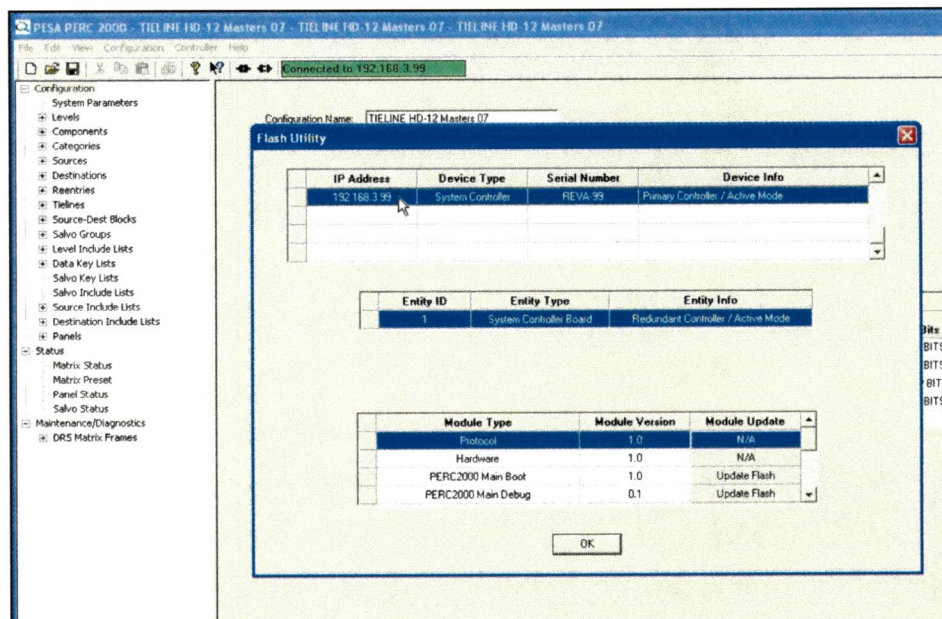 PESA PERC 2000 - TIELINE HD-12 Masters 07 - TIELINE HD-12 Masters 07 - TIELINE HD-12 Masters 07
File Edit View Configuration Controller Help
Connected to 192.168.3.99
Configuration
System Parameters
Levels
Components
Categories
Sources
Destinations
Reentries
Tielines
Source-Dest Blocks
Salvo Groups
Level Include Lists
Data Key Lists
Salvo Key Lists
Salvo Include Lists
Source Include Lists
Destination Include Lists
Panels
Status
Matrix Status
Matrix Preset
Panel Status
Salvo Status
Maintenance/Diagnostics
DRS Matrix Frames
Configuration Name: TIELINE HD-12 Masters 07
Flash Utility
IP Address Device Type Serial Number Device Info
192.168.3.99 System Controller REVA-99 Primary Controller / Active Mode
Entity ID Entity Type Entity Info
1 System Controller Board Redundant Controller / Active Mode
Module Type Module Version Module Update
Protocol 1.0 N/A
Hardware 1.0 N/A
PERC2000 Main Boot 1.0 Update Flash
PERC2000 Main Debug 0.1 Update Flash
OK
Bits
BITS
BITS
BIT
BITS